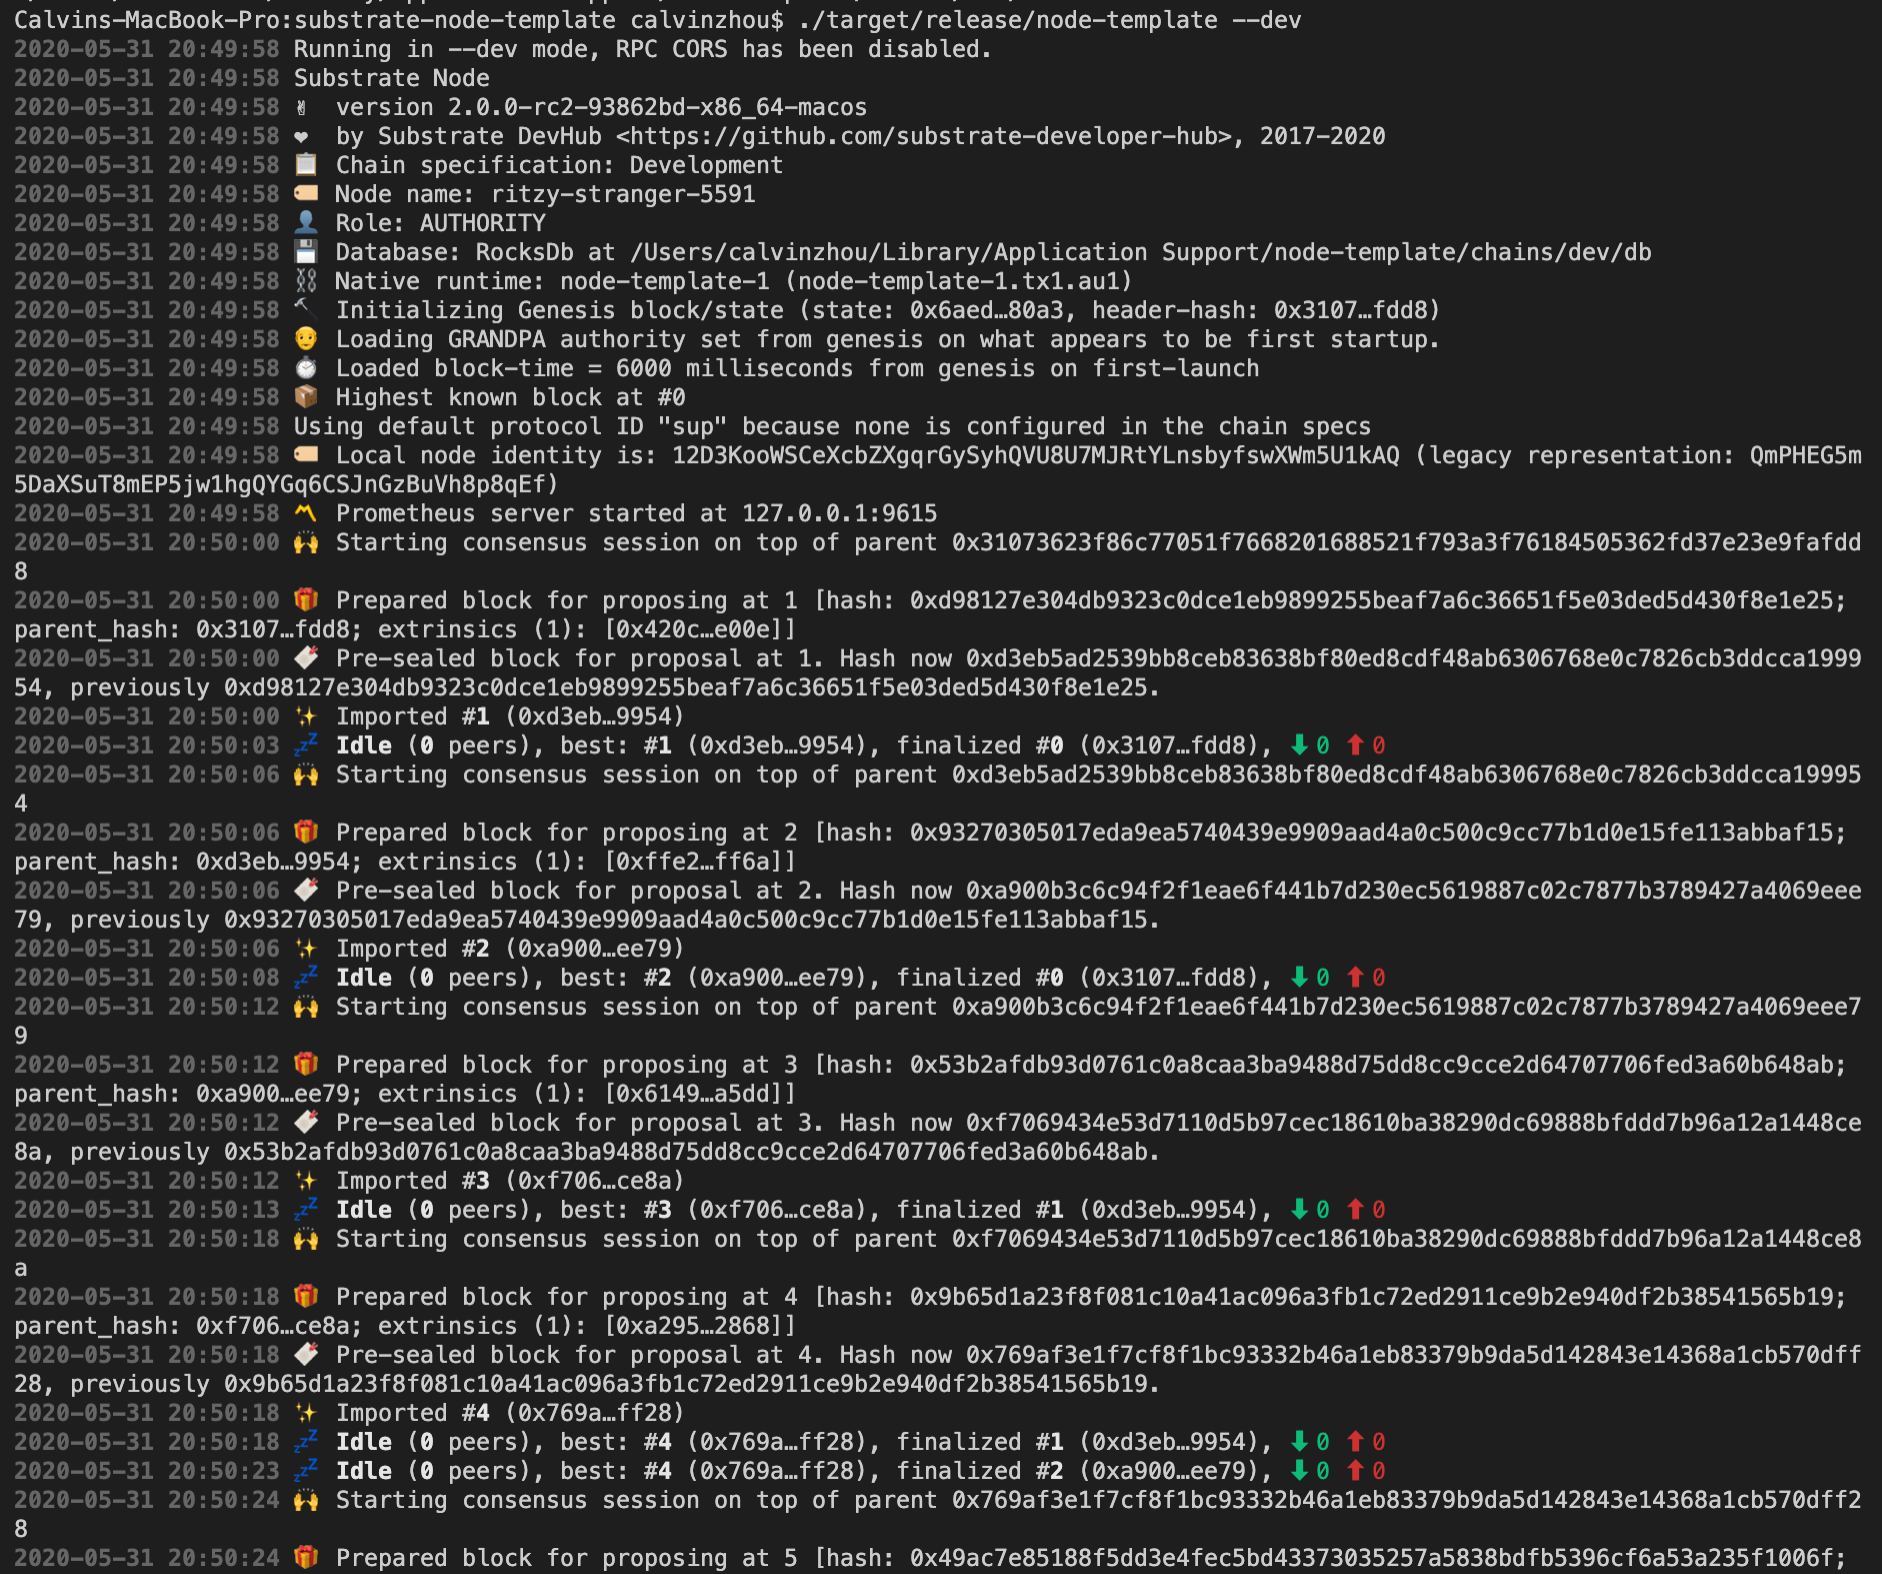 Calvins-MacBook-Pro:substrate-node-template calvinzhou$ ./target/release/node-template --dev
2020-05-31 20:49:58 Running in --dev mode, RPC CORS has been disabled.
2020-05-31 20:49:58 Substrate Node
2020-05-31 20:49:58 ✌️ version 2.0.0-rc2-93862bd-x86_64-macos
2020-05-31 20:49:58 ❤️ by Substrate DevHub <https://github.com/substrate-developer-hub>, 2017-2020
2020-05-31 20:49:58 📋 Chain specification: Development
2020-05-31 20:49:58 🏷 Node name: ritzy-stranger-5591
2020-05-31 20:49:58 👤 Role: AUTHORITY
2020-05-31 20:49:58 💾 Database: RocksDb at /Users/calvinzhou/Library/Application Support/node-template/chains/dev/db
2020-05-31 20:49:58 ⛓ Native runtime: node-template-1 (node-template-1.tx1.au1)
2020-05-31 20:49:58 🔨 Initializing Genesis block/state (state: 0x6aed…80a3, header-hash: 0x3107…fdd8)
2020-05-31 20:49:58 👴 Loading GRANDPA authority set from genesis on what appears to be first startup.
2020-05-31 20:49:58 ⏱ Loaded block-time = 6000 milliseconds from genesis on first-launch
2020-05-31 20:49:58 📦 Highest known block at #0
2020-05-31 20:49:58 Using default protocol ID "sup" because none is configured in the chain specs
2020-05-31 20:49:58 🏷 Local node identity is: 12D3KooWSCeXcbZXgqrGySyhQVU8U7MJRtYLnsbyfswXWm5U1kAQ (legacy representation: QmPHEG5m
5DaXSuT8mEP5jw1hgQYGq6CSJnGzBuVh8p8qEf)
2020-05-31 20:49:58 〽️ Prometheus server started at 127.0.0.1:9615
2020-05-31 20:50:00 🙌 Starting consensus session on top of parent 0x31073623f86c77051f7668201688521f793a3f76184505362fd37e23e9fafdd
8
2020-05-31 20:50:00 🎁 Prepared block for proposing at 1 [hash: 0xd98127e304db9323c0dce1eb9899255beaf7a6c36651f5e03ded5d430f8e1e25;
parent_hash: 0x3107…fdd8; extrinsics (1): [0x420c…e00e]]
2020-05-31 20:50:00 🔖 Pre-sealed block for proposal at 1. Hash now 0xd3eb5ad2539bb8ceb83638bf80ed8cdf48ab6306768e0c7826cb3ddcca1999
54, previously 0xd98127e304db9323c0dce1eb9899255beaf7a6c36651f5e03ded5d430f8e1e25.
2020-05-31 20:50:00 ✨ Imported #1 (0xd3eb…9954)
2020-05-31 20:50:03 💤 Idle (0 peers), best: #1 (0xd3eb…9954), finalized #0 (0x3107…fdd8), ⬇ 0 ⬆ 0
2020-05-31 20:50:06 🙌 Starting consensus session on top of parent 0xd3eb5ad2539bb8ceb83638bf80ed8cdf48ab6306768e0c7826cb3ddcca19995
4
2020-05-31 20:50:06 🎁 Prepared block for proposing at 2 [hash: 0x93270305017eda9ea5740439e9909aad4a0c500c9cc77b1d0e15fe113abbaf15;
parent_hash: 0xd3eb…9954; extrinsics (1): [0xffe2…ff6a]]
2020-05-31 20:50:06 🔖 Pre-sealed block for proposal at 2. Hash now 0xa900b3c6c94f2f1eae6f441b7d230ec5619887c02c7877b3789427a4069eee
79, previously 0x93270305017eda9ea5740439e9909aad4a0c500c9cc77b1d0e15fe113abbaf15.
2020-05-31 20:50:06 ✨ Imported #2 (0xa900…ee79)
2020-05-31 20:50:08 💤 Idle (0 peers), best: #2 (0xa900…ee79), finalized #0 (0x3107…fdd8), ⬇ 0 ⬆ 0
2020-05-31 20:50:12 🙌 Starting consensus session on top of parent 0xa900b3c6c94f2f1eae6f441b7d230ec5619887c02c7877b3789427a4069eee7
9
2020-05-31 20:50:12 🎁 Prepared block for proposing at 3 [hash: 0x53b2afdb93d0761c0a8caa3ba9488d75dd8cc9cce2d64707706fed3a60b648ab;
parent_hash: 0xa900…ee79; extrinsics (1): [0x6149…a5dd]]
2020-05-31 20:50:12 🔖 Pre-sealed block for proposal at 3. Hash now 0xf7069434e53d7110d5b97cec18610ba38290dc69888bfddd7b96a12a1448ce
8a, previously 0x53b2afdb93d0761c0a8caa3ba9488d75dd8cc9cce2d64707706fed3a60b648ab.
2020-05-31 20:50:12 ✨ Imported #3 (0xf706…ce8a)
2020-05-31 20:50:13 💤 Idle (0 peers), best: #3 (0xf706…ce8a), finalized #1 (0xd3eb…9954), ⬇ 0 ⬆ 0
2020-05-31 20:50:18 🙌 Starting consensus session on top of parent 0xf7069434e53d7110d5b97cec18610ba38290dc69888bfddd7b96a12a1448ce8
a
2020-05-31 20:50:18 🎁 Prepared block for proposing at 4 [hash: 0x9b65d1a23f8f081c10a41ac096a3fb1c72ed2911ce9b2e940df2b38541565b19;
parent_hash: 0xf706…ce8a; extrinsics (1): [0xa295…2868]]
2020-05-31 20:50:18 🔖 Pre-sealed block for proposal at 4. Hash now 0x769af3e1f7cf8f1bc93332b46a1eb83379b9da5d142843e14368a1cb570dff
28, previously 0x9b65d1a23f8f081c10a41ac096a3fb1c72ed2911ce9b2e940df2b38541565b19.
2020-05-31 20:50:18 ✨ Imported #4 (0x769a…ff28)
2020-05-31 20:50:18 💤 Idle (0 peers), best: #4 (0x769a…ff28), finalized #1 (0xd3eb…9954), ⬇ 0 ⬆ 0
2020-05-31 20:50:23 💤 Idle (0 peers), best: #4 (0x769a…ff28), finalized #2 (0xa900…ee79), ⬇ 0 ⬆ 0
2020-05-31 20:50:24 🙌 Starting consensus session on top of parent 0x769af3e1f7cf8f1bc93332b46a1eb83379b9da5d142843e14368a1cb570dff2
8
2020-05-31 20:50:24 🎁 Prepared block for proposing at 5 [hash: 0x49ac7e85188f5dd3e4fec5bd43373035257a5838bdfb5396cf6a53a235f1006f;